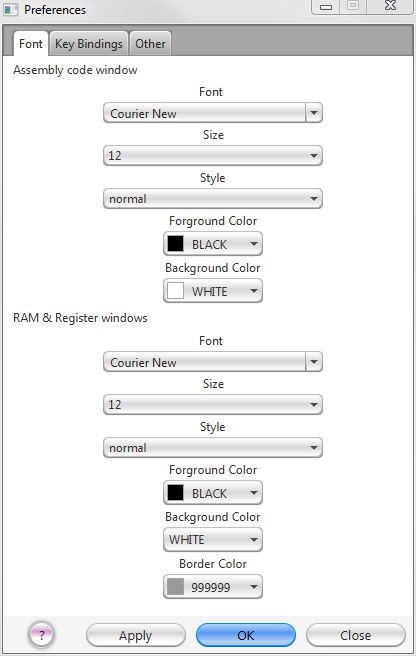 Preferences
Font Key Bindings Other
Assembly code window
Font
Courier New
Size
12
Style
normal
Forground Color
BLACK
Background Color
WHITE
RAM & Register windows
Font
Courier New
Size
12
Style
normal
Forground Color
BLACK
Background Color
WHITE
Border Color
999999
? Apply OK Close